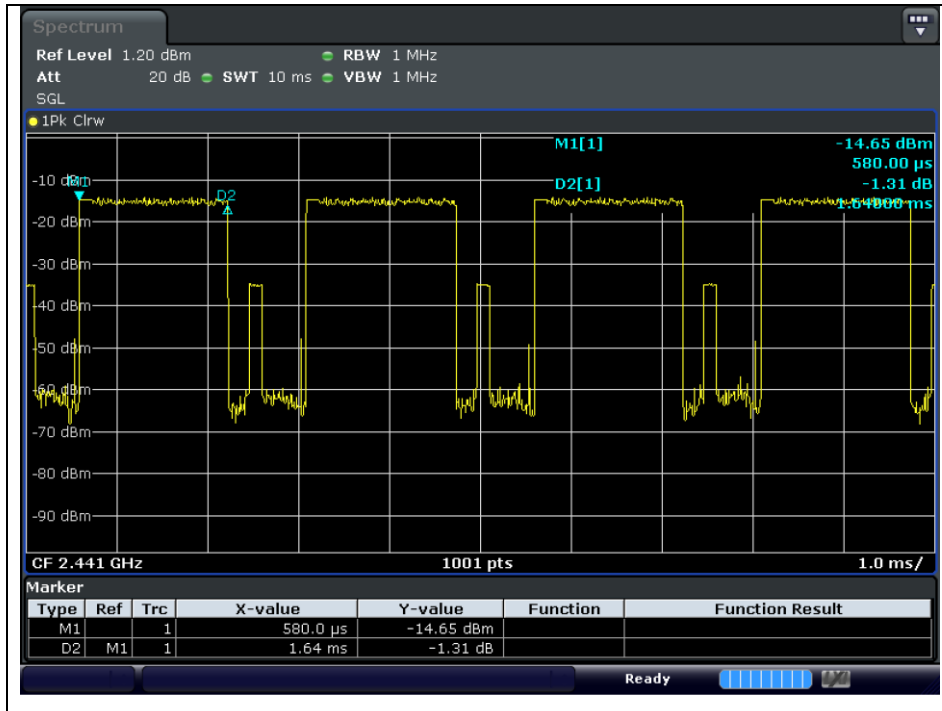 Spectrum
Ref Level 1.20 dBm RBW 1 MHz
Att 20 dB SWT 10 ms VBW 1 MHz
SGL
1Pk Clrw
M1[1] -14.65 dBm
580.00 µs
-10 dBm M1 D2[1] -1.31 dB
D2 1.64000 ms
-20 dBm
-30 dBm
-40 dBm
-50 dBm
-60 dBm
-70 dBm
-80 dBm
-90 dBm
CF 2.441 GHz 1001 pts 1.0 ms/
Marker
Type Ref Trc X-value Y-value Function Function Result
M1 1 580.0 µs -14.65 dBm
D2 M1 1 1.64 ms -1.31 dB
Ready